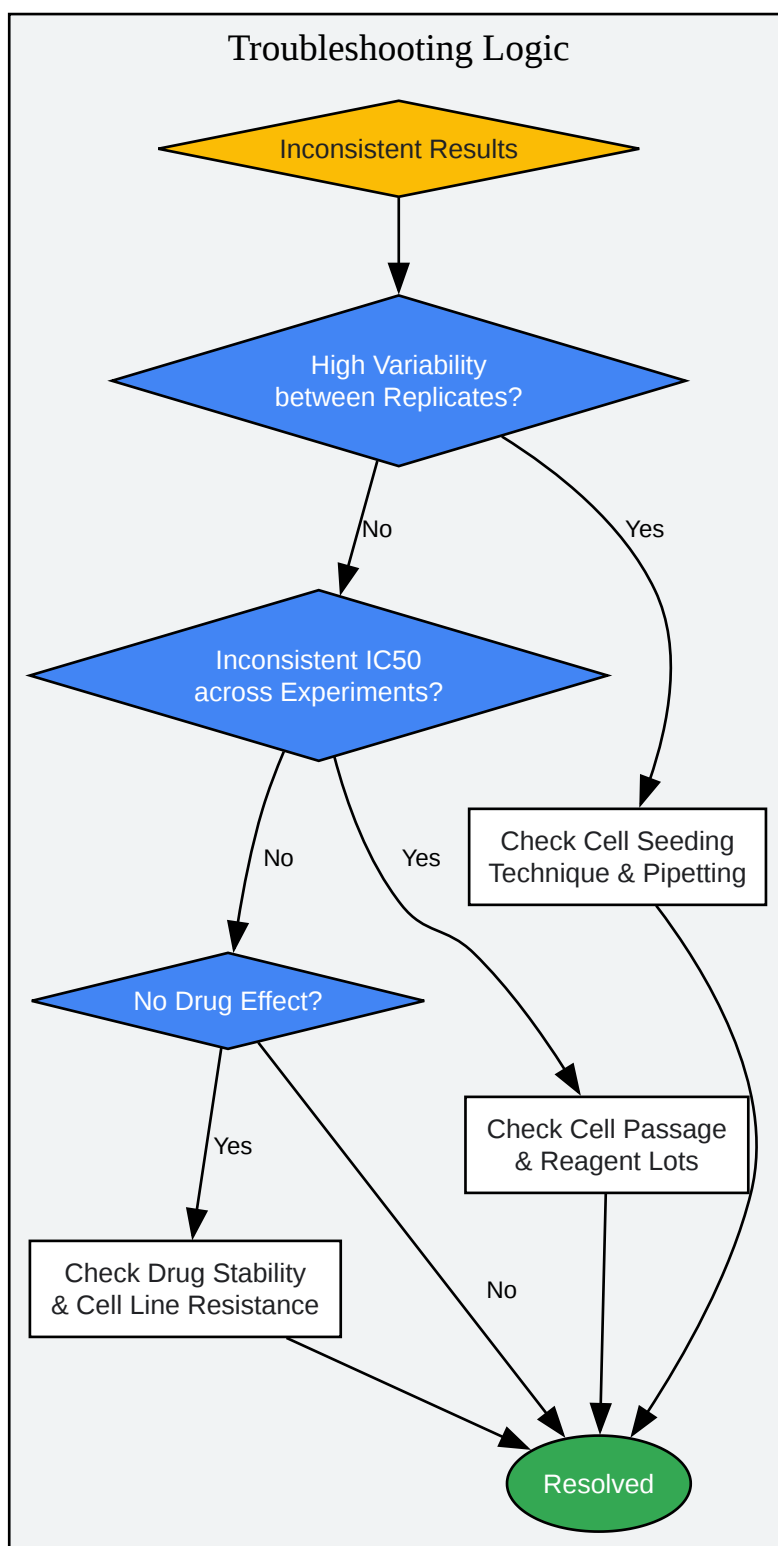 Troubleshooting Logic
Inconsistent Results
High Variability
between Replicates?
No
Yes
Inconsistent IC50
across Experiments?
Check Cell Seeding
Technique & Pipetting
No
Yes
No Drug Effect?
Check Cell Passage
& Reagent Lots
Yes
Check Drug Stability
& Cell Line Resistance
No
Resolved